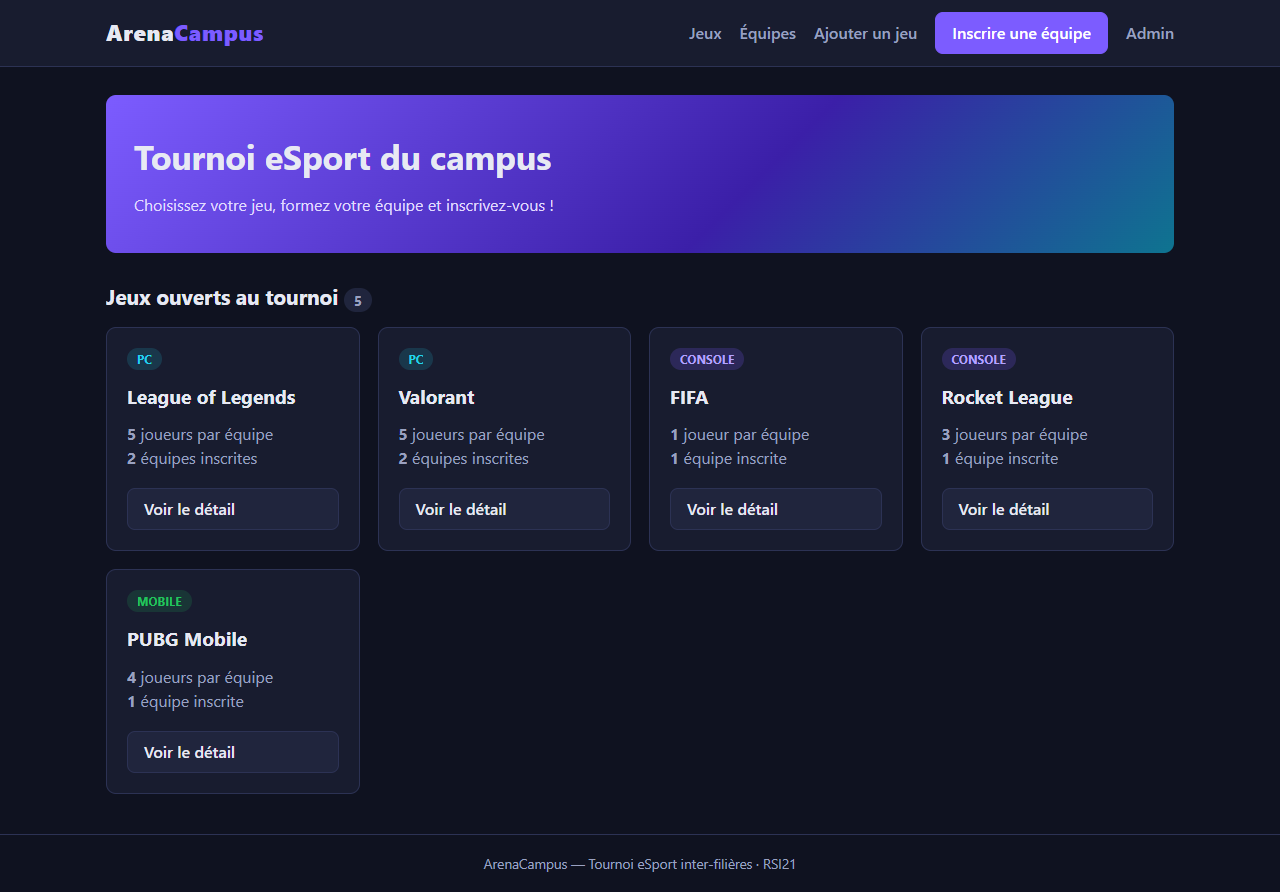 ArenaCampus
Jeux Équipes Ajouter un jeu Inscrire une équipe Admin
Tournoi eSport du campus
Choisissez votre jeu, formez votre équipe et inscrivez-vous !
Jeux ouverts au tournoi 5
PC
League of Legends
5 joueurs par équipe
2 équipes inscrites
Voir le détail
PC
Valorant
5 joueurs par équipe
2 équipes inscrites
Voir le détail
CONSOLE
FIFA
1 joueur par équipe
1 équipe inscrite
Voir le détail
CONSOLE
Rocket League
3 joueurs par équipe
1 équipe inscrite
Voir le détail
MOBILE
PUBG Mobile
4 joueurs par équipe
1 équipe inscrite
Voir le détail
ArenaCampus — Tournoi eSport inter-filières · RSI21